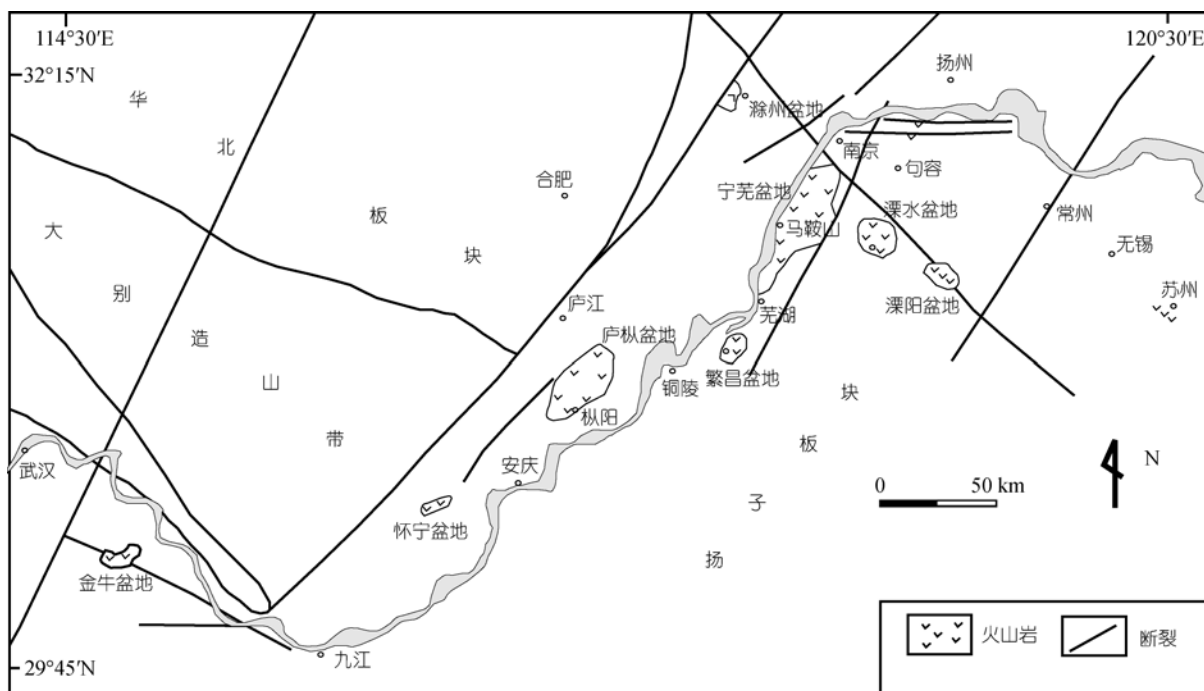 114°30′E
120°30′E
32°15′N
扬州
华
北
板
块
滁州盆地
南京
句容
合肥
宁芜盆地
马鞍山
溧水盆地
常州
无锡
大
别
造
山
带
苏州
溧阳盆地
庐江
芜湖
庐枞盆地
铜陵
繁昌盆地
枞阳
块
板
子
扬
武汉
安庆
N
0 50 km
怀宁盆地
金牛盆地
九江
29°45′N
火山岩
断裂